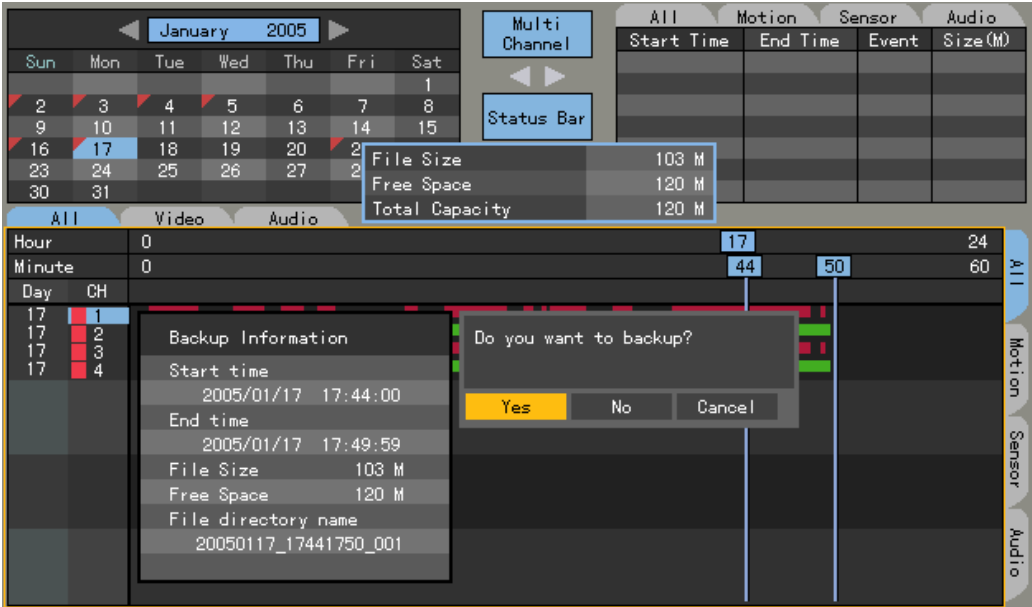 January 2005
Sun Mon Tue Wed Thu Fri Sat
1
2 3 4 5 6 7 8
9 10 11 12 13 14 15
16 17 18 19 20 2
23 24 25 26 27 2
30 31
Multi
Channel
Status Bar
All Motion Sensor Audio
Start Time End Time Event Size(M)
File Size 103 M
Free Space 120 M
Total Capacity 120 M
All Video Audio
Hour 0 17 24
Minute 0 44 50 60
Day CH
17 1
17 2
17 3
17 4
Backup Information
Start time
2005/01/17 17:44:00
End time
2005/01/17 17:49:59
File Size 103 M
Free Space 120 M
File directory name
20050117_17441750_001
Do you want to backup?
Yes No Cancel
All
Motion
Sensor
Audio